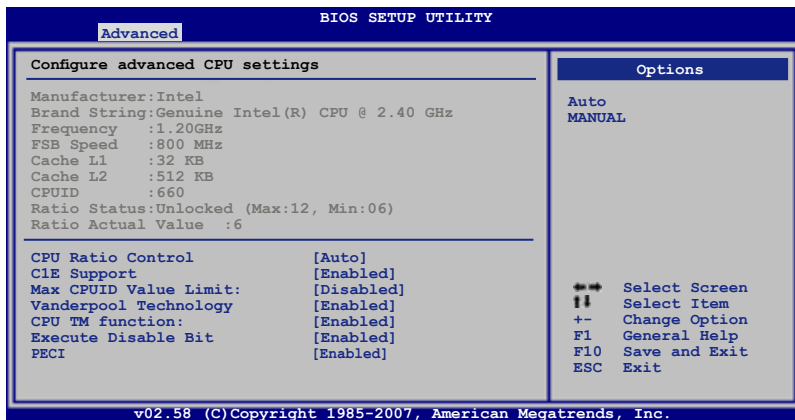 BIOS SETUP UTILITY
Advanced
Configure advanced CPU settings
Manufacturer:Intel
Brand String:Genuine Intel(R) CPU @ 2.40 GHz
Frequency :1.20GHz
FSB Speed :800 MHz
Cache L1 :32 KB
Cache L2 :512 KB
CPUID :660
Ratio Status:Unlocked (Max:12, Min:06)
Ratio Actual Value :6
CPU Ratio Control [Auto]
C1E Support [Enabled]
Max CPUID Value Limit: [Disabled]
Vanderpool Technology [Enabled]
CPU TM function: [Enabled]
Execute Disable Bit [Enabled]
PECI [Enabled]
Options
Auto
MANUAL
Select Screen
Select Item
+- Change Option
F1 General Help
F10 Save and Exit
ESC Exit
v02.58 (C)Copyright 1985-2007, American Megatrends, Inc.